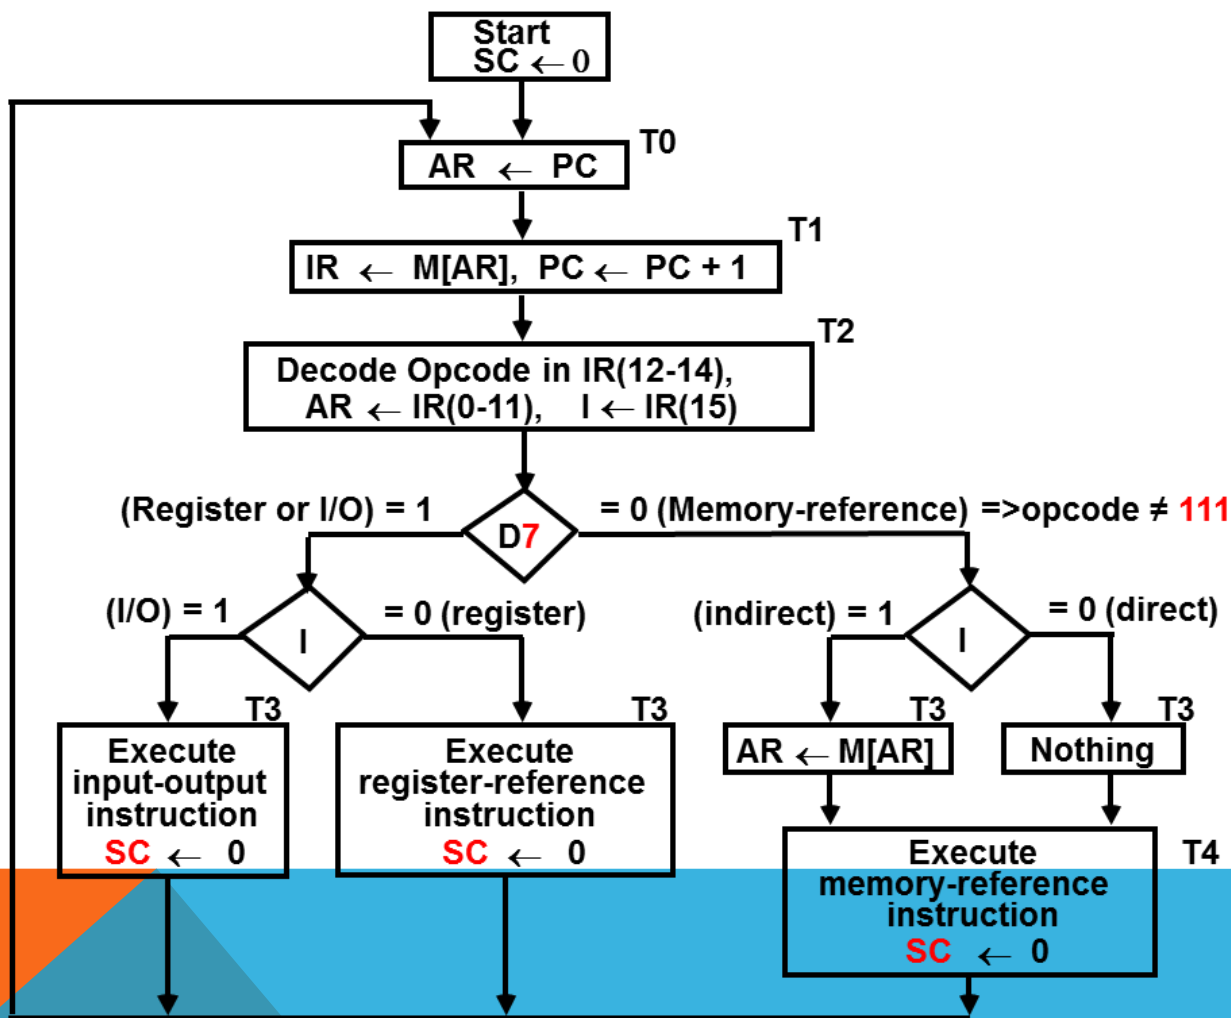 Start
SC ← 0
T0
AR ← PC
T1
IR ← M[AR], PC ← PC + 1
T2
Decode Opcode in IR(12-14),
AR ← IR(0-11), I ← IR(15)
(Register or I/O) = 1
D7
= 0 (Memory-reference) =>opcode ≠ 111
(I/O) = 1
I
= 0 (register)
(indirect) = 1
I
= 0 (direct)
T3
Execute
input-output
instruction
SC ← 0
T3
Execute
register-reference
instruction
SC ← 0
T3
AR ← M[AR]
T3
Nothing
T4
Execute
memory-reference
instruction
SC ← 0